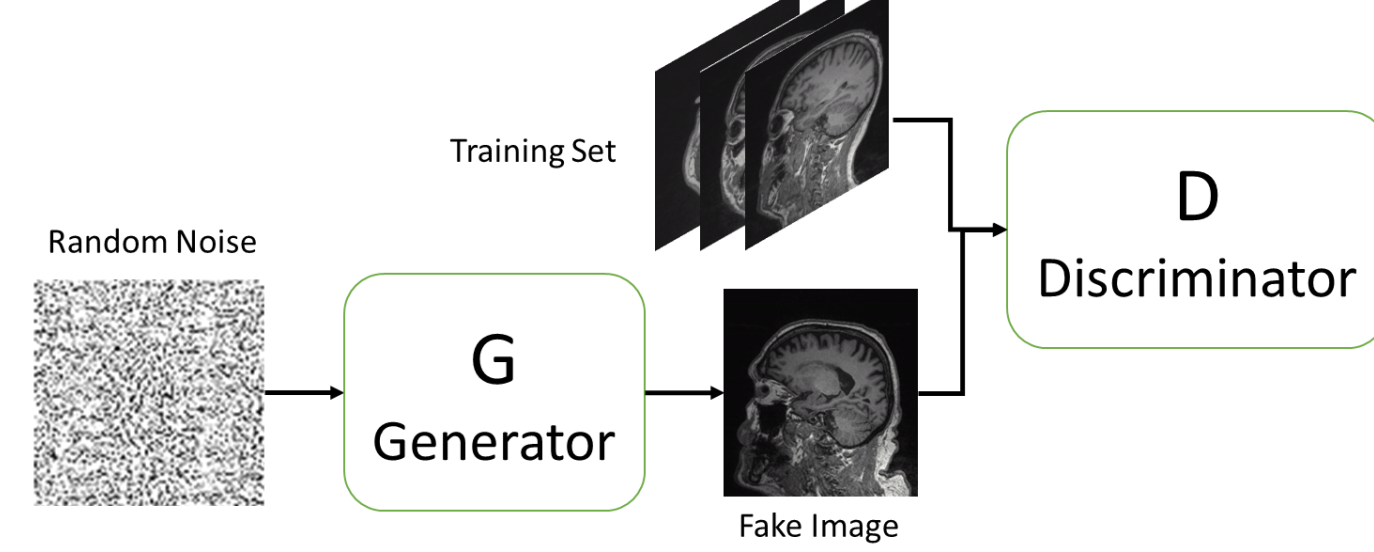 Training Set
Random Noise
G
Generator
Fake Image
D
Discriminator